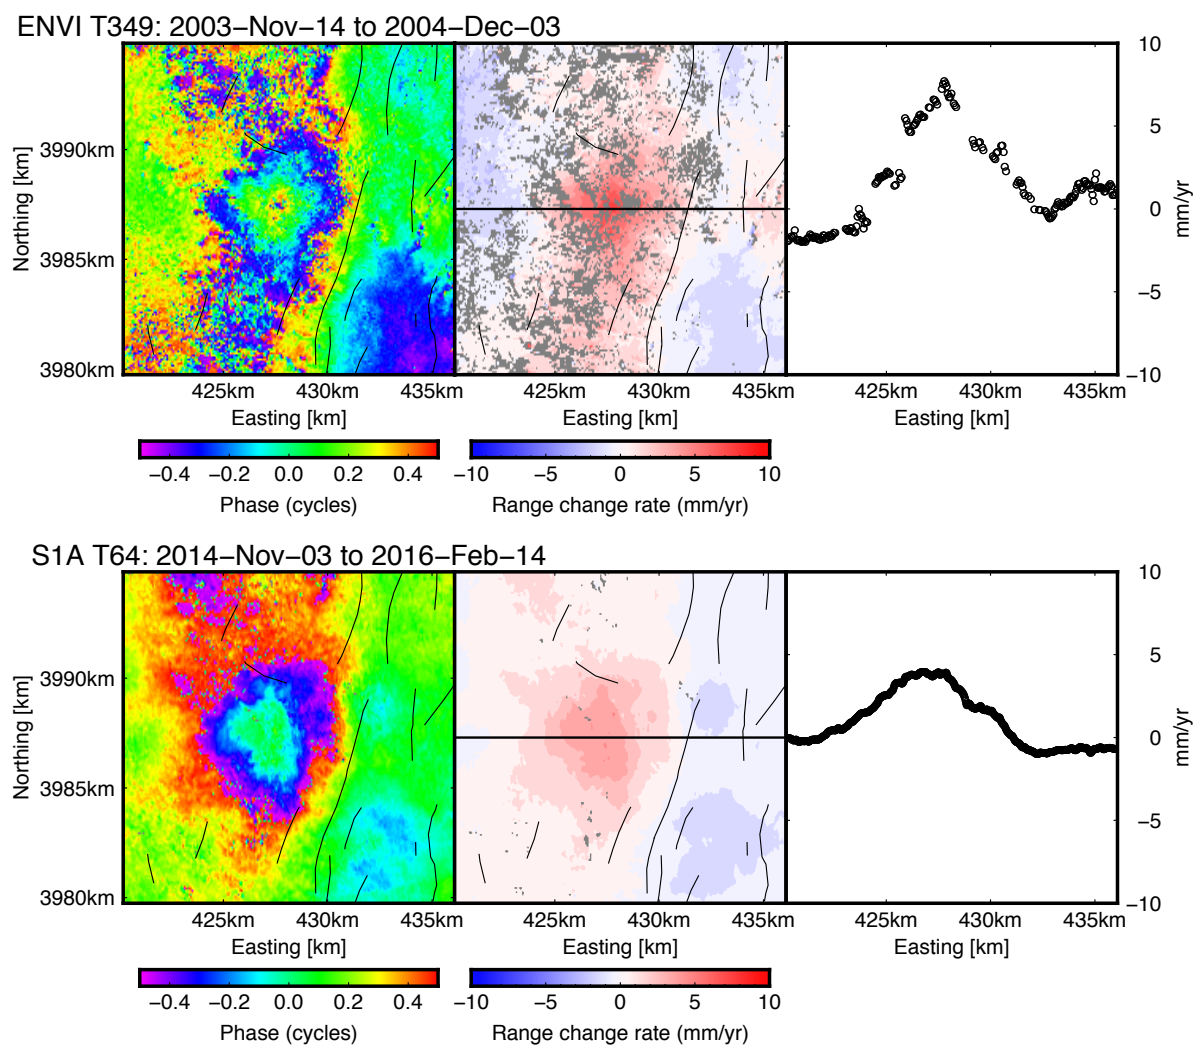 ENVI T349: 2003−Nov−14 to 2004−Dec−03
Northing [km]
3990km
3985km
3980km
425km 430km 435km
Easting [km]
425km 430km 435km
Easting [km]
10
5
0
−5
−10
mm/yr
425km 430km 435km
Easting [km]
−0.4 −0.2 0.0 0.2 0.4
Phase (cycles)
−10 −5 0 5 10
Range change rate (mm/yr)
S1A T64: 2014−Nov−03 to 2016−Feb−14
Northing [km]
3990km
3985km
3980km
425km 430km 435km
Easting [km]
425km 430km 435km
Easting [km]
10
5
0
−5
−10
mm/yr
425km 430km 435km
Easting [km]
−0.4 −0.2 0.0 0.2 0.4
Phase (cycles)
−10 −5 0 5 10
Range change rate (mm/yr)